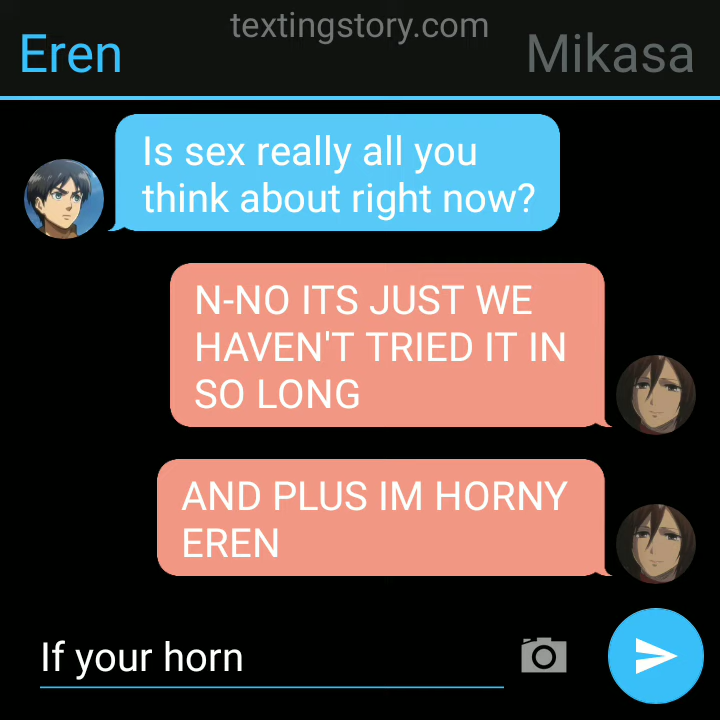 textingstory.com
Eren
Mikasa
Is sex really all you
think about right now?
N-NO ITS JUST WE
HAVEN'T TRIED IT IN
SO LONG
AND PLUS IM HORNY
EREN
If your horn